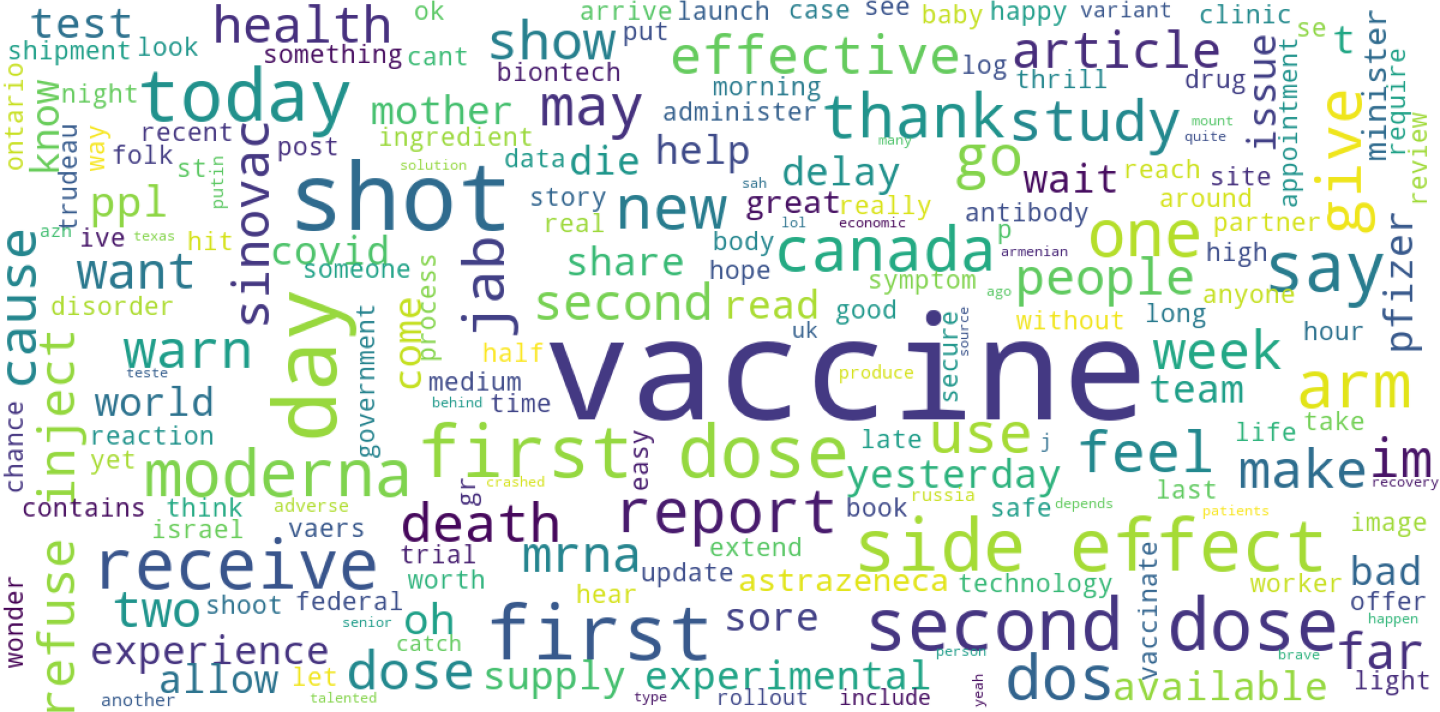 test
health
ok
arrive
launch
case
see
baby
happy
variant
clinic
se
t
shipment
look
something
cant
show
put
effective
log
article
thrill
drug
issue
appointment
minister
require
review
biontech
morning
administer
ontario
know
night
today
mother
may
thank
study
many
mount
quite
give
trudeau
way
recent
folk
post
ingredient
solution
data
die
help
delay
go
wait
reach
site
st
putin
ppl
sinovac
shot
story
new
sah
great
really
antibody
around
partner
azh
ive
texas
hit
covid
real
lol
economic
p
one
high
say
pfizer
cause
want
someone
jab
share
body
canada
armenian
people
anyone
hope
symptom
ago
disorder
day
government
come
process
second
read
good
without
long
hour
uk
secure
source
inject
warn
teste
half
vaccine
produce
week
team
arm
medium
world
behind
time
chance
reaction
yet
moderna
first dose
easy
late
use
j
feel
life
take
make
im
recovery
gr
crashed
yesterday
last
contains
think
adverse
death
report
book
russia
safe
depends
patients
image
israel
vaers
refuse
receive
trial
mrna
extend
side effect
worth
update
astrazeneca
technology
worker
bad
wonder
two
shoot
federal
hear
offer
senior
oh
first
sore
second dose
vaccinate
happen
far
experience
catch
person
brave
allow
let
dose
supply
experimental
dos
available
light
another
talented
type
rollout
include
yeah